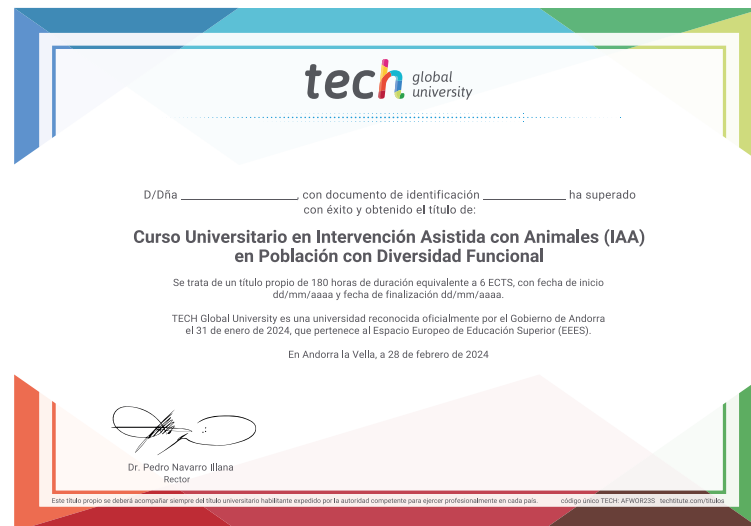 tech global university
D/Dña ____________________, con documento de identificación ______________ ha superado
con éxito y obtenido el título de:
Curso Universitario en Intervención Asistida con Animales (IAA)
en Población con Diversidad Funcional
Se trata de un título propio de 180 horas de duración equivalente a 6 ECTS, con fecha de inicio
dd/mm/aaaa y fecha de finalización dd/mm/aaaa.
TECH Global University es una universidad reconocida oficialmente por el Gobierno de Andorra
el 31 de enero de 2024, que pertenece al Espacio Europeo de Educación Superior (EEES).
En Andorra la Vella, a 28 de febrero de 2024
Dr. Pedro Navarro Illana
Rector
Este título propio se deberá acompañar siempre del título universitario habilitante expedido por la autoridad competente para ejercer profesionalmente en cada país. código único TECH: AFWOR23S techtitute.com/titulos